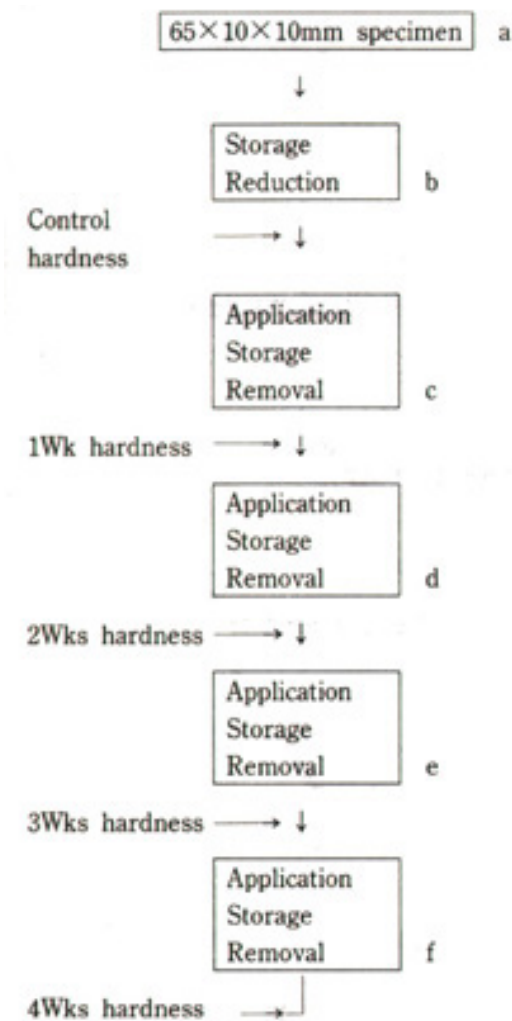 65×10×10mm specimen a
↓
Storage
Reduction b
Control
hardness
→ ↓
Application
Storage
Removal c
1Wk hardness → ↓
Application
Storage
Removal d
2Wks hardness → ↓
Application
Storage
Removal e
3Wks hardness → ↓
Application
Storage
Removal f
4Wks hardness →